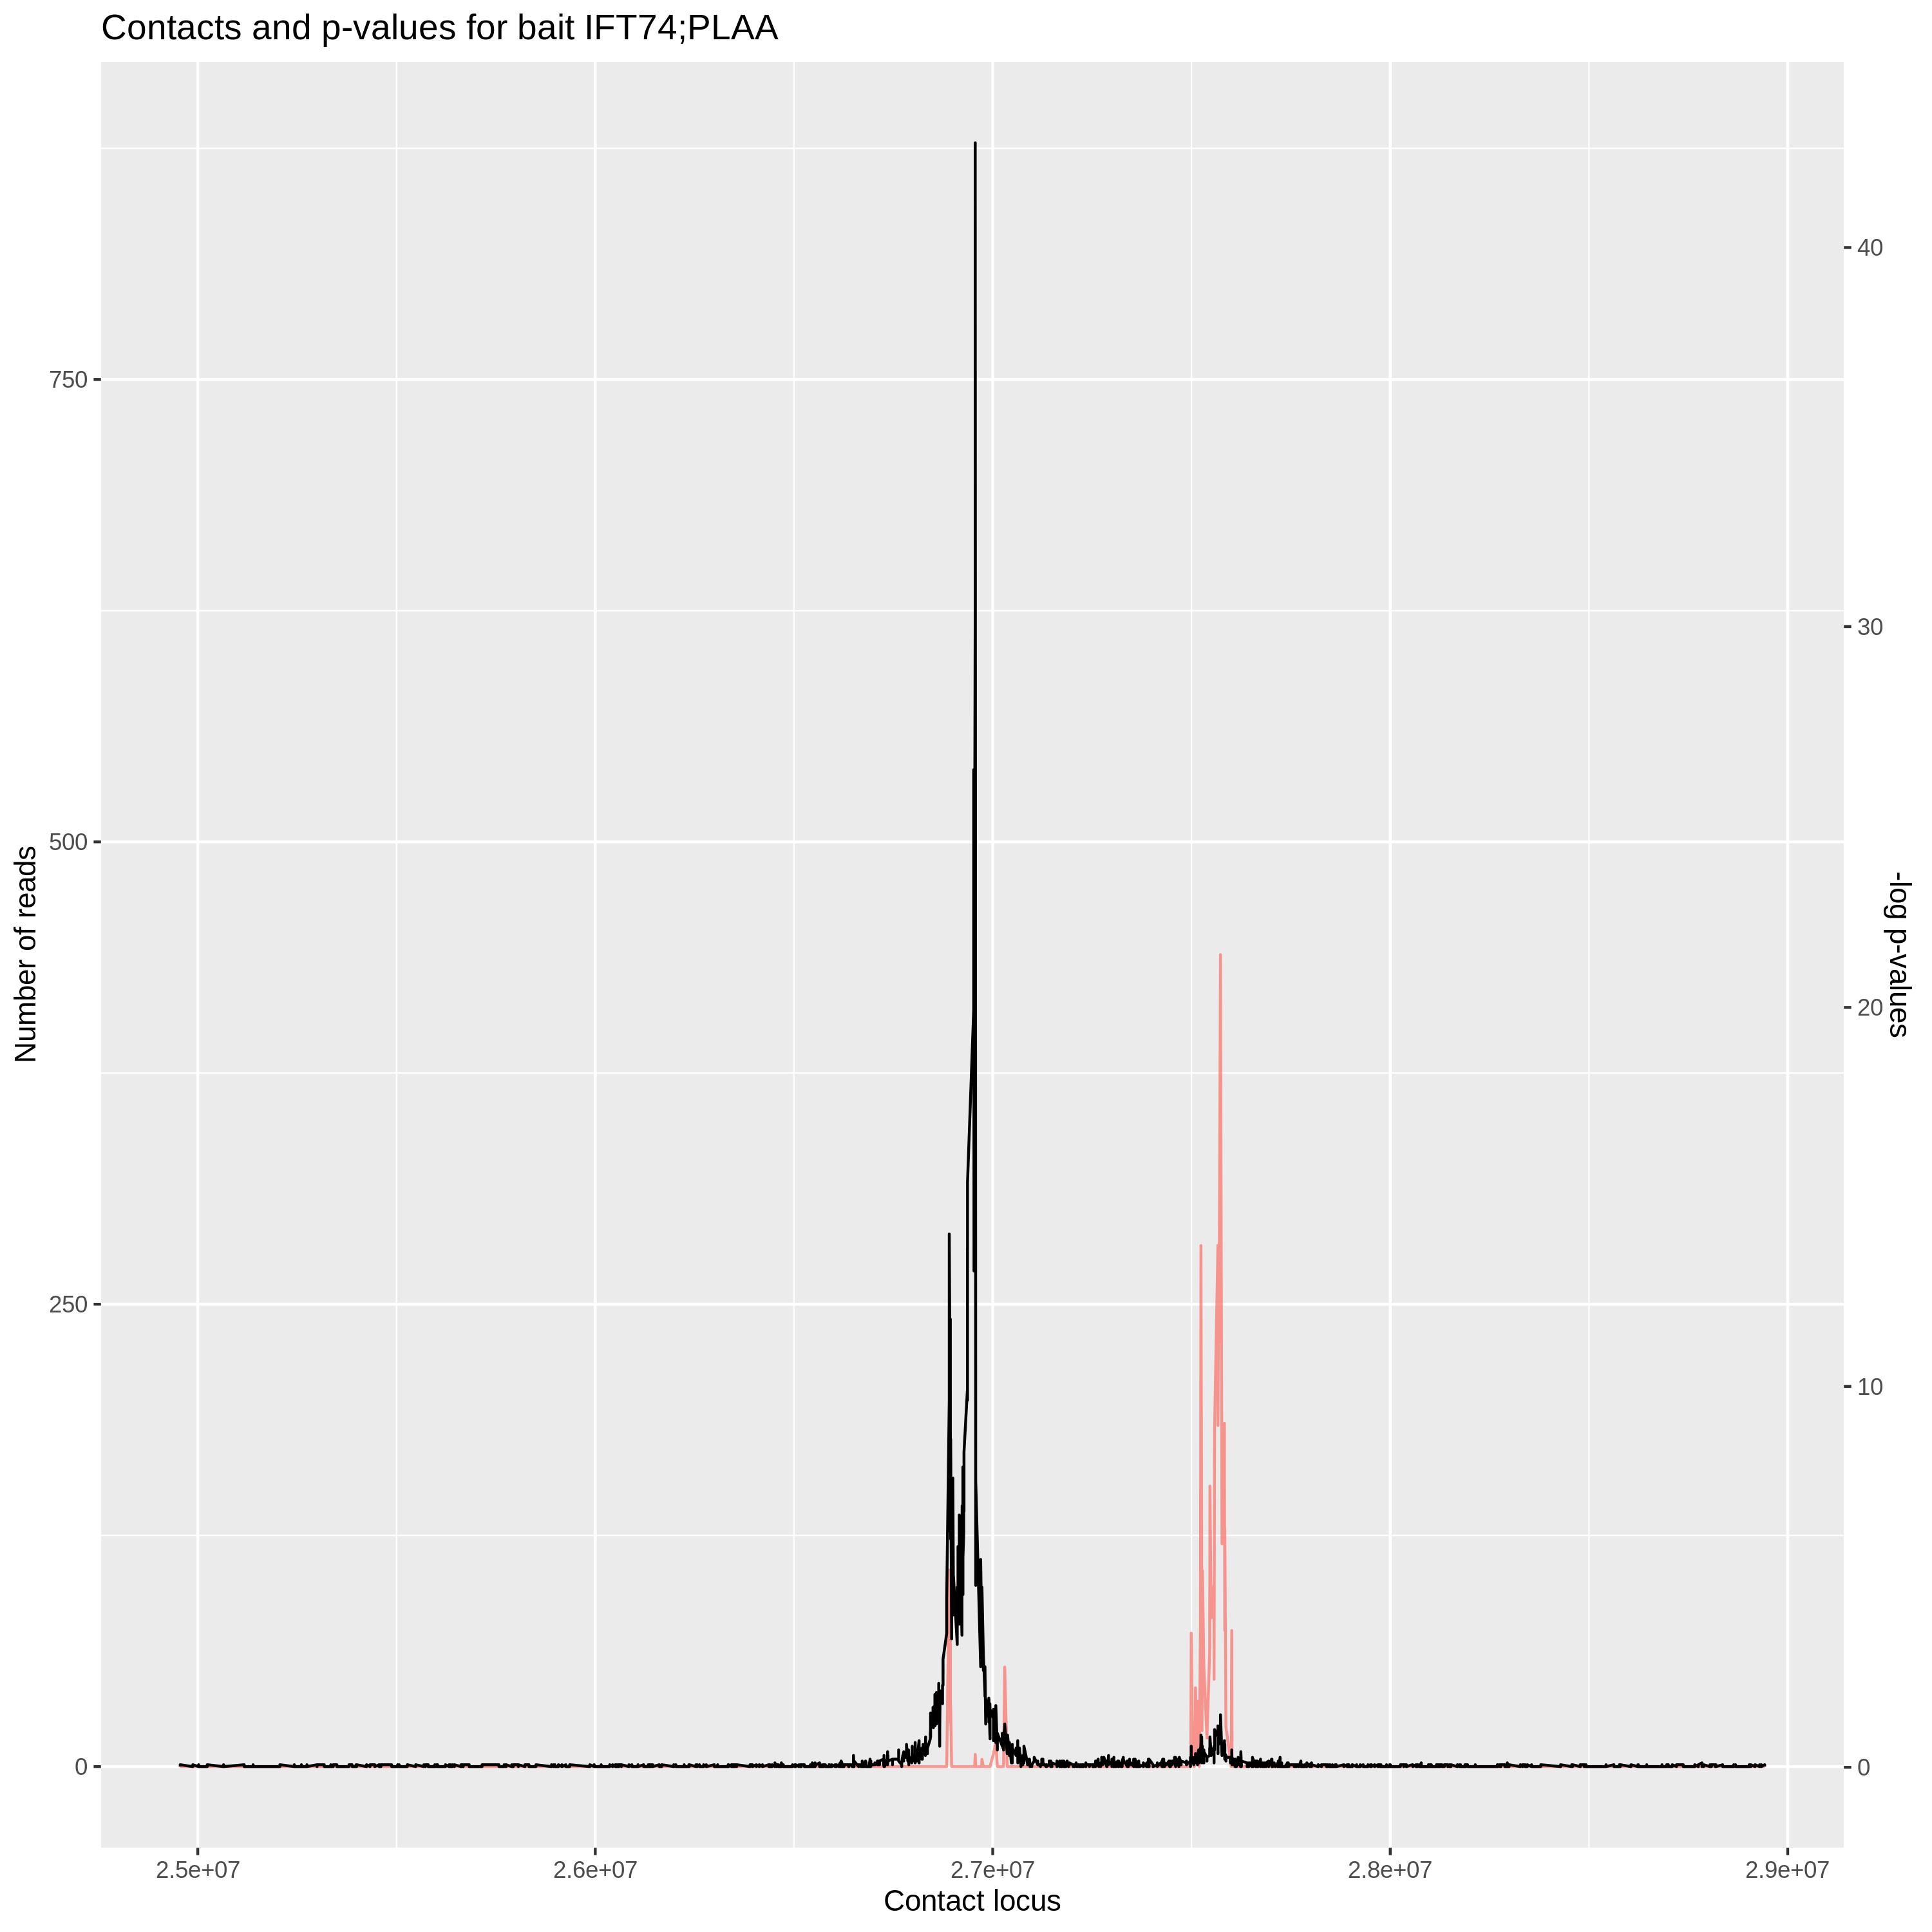 Contacts and p-values for bait IFT74;PLAA
Number of reads
750
500
250
0
40
30
20
10
0
-log p-values
2.5e+07
2.6e+07
2.7e+07
2.8e+07
2.9e+07
Contact locus